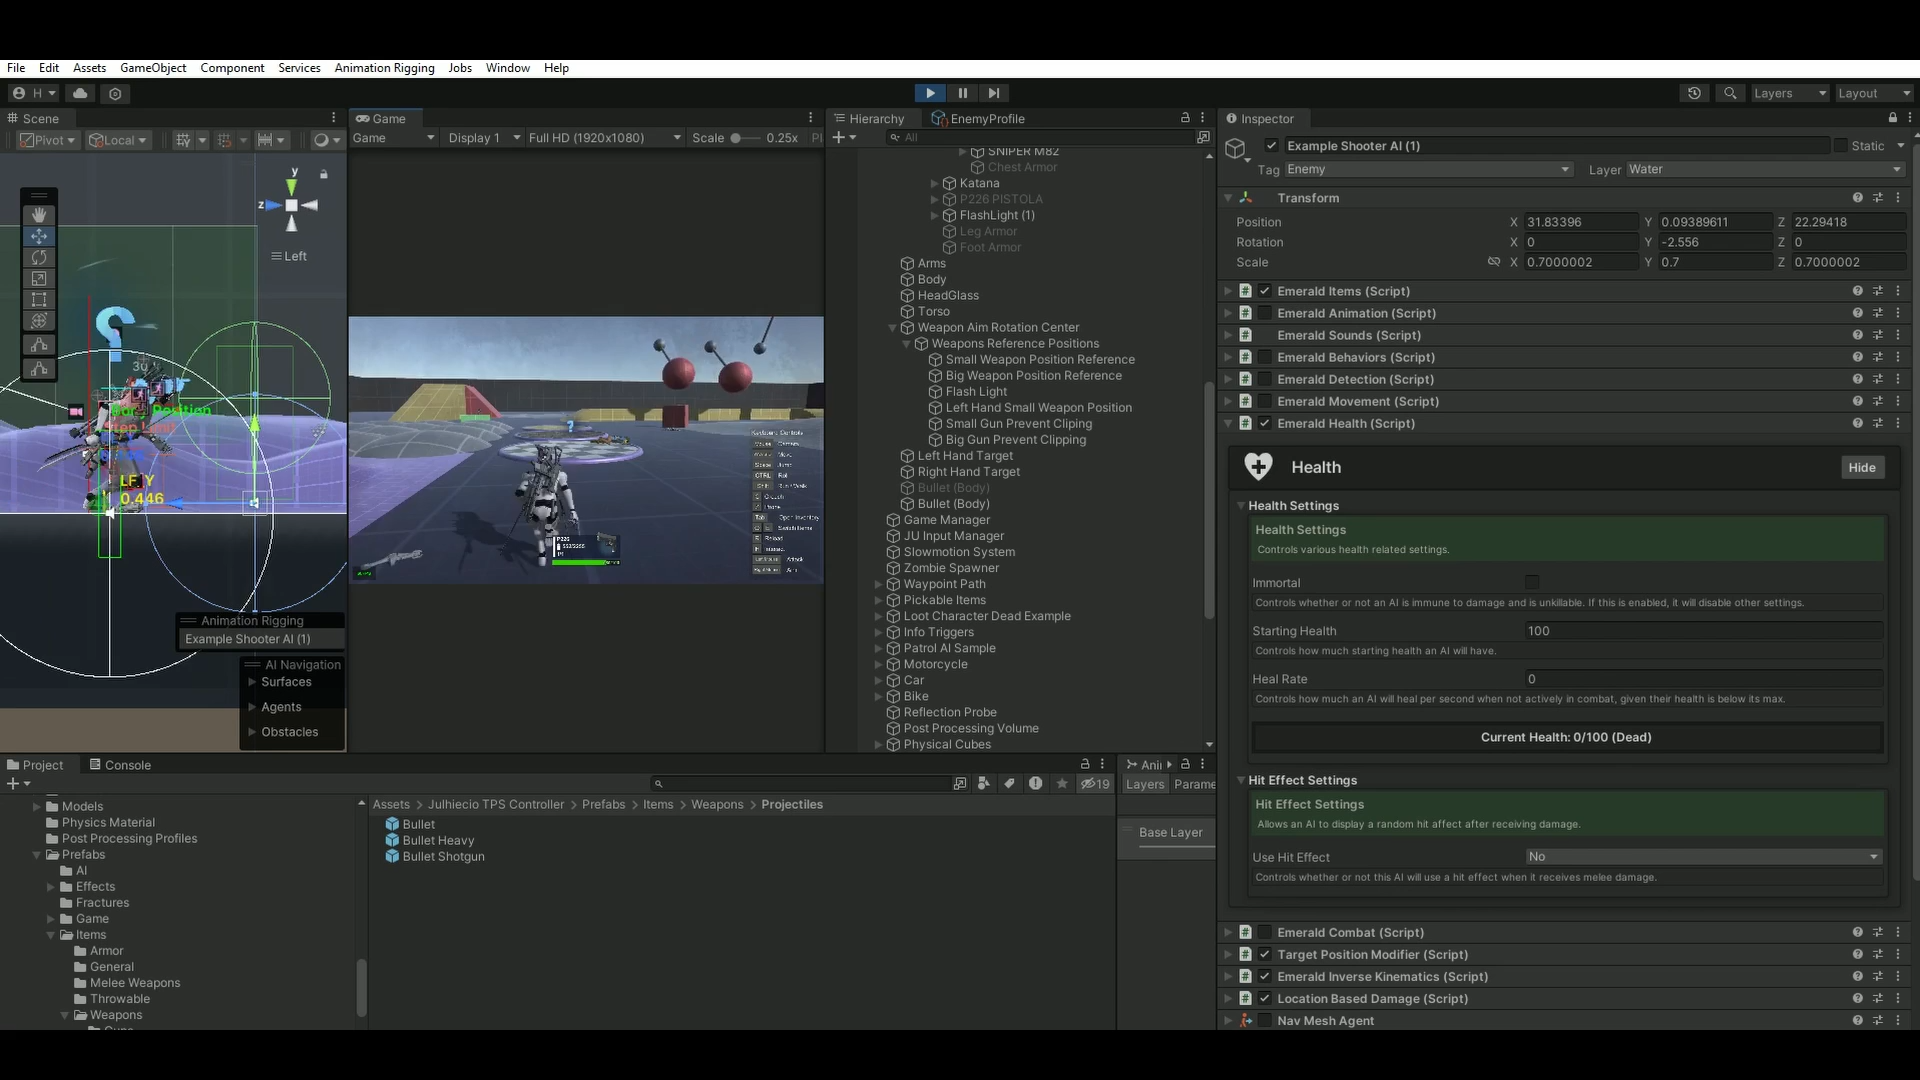 File Edit Assets GameObject Component Services Animation Rigging Jobs Window Help
H Layers Layout
Scene Game Hierarchy EnemyProfile Inspector
Pivot Local Game Display 1 Full HD (1920x1080) Scale 0.25x Pl All
Example Shooter AI (1) Static
Tag Enemy Layer Water
Transform
Position X 31.83396 Y 0.09389611 Z 22.29418
Rotation X 0 Y -2.556 Z 0
Scale X 0.7000002 Y 0.7 Z 0.7000002
Emerald Items (Script)
Emerald Animation (Script)
Emerald Sounds (Script)
Emerald Behaviors (Script)
Emerald Detection (Script)
Emerald Movement (Script)
Emerald Health (Script)
Health Hide
Health Settings
Health Settings
Controls various health related settings.
Immortal
Controls whether or not an AI is immune to damage and is unkillable. If this is enabled, it will disable other settings.
Starting Health 100
Controls how much starting health an AI will have.
Heal Rate 0
Controls how much an AI will heal per second when not actively in combat, given their health is below its max.
Current Health: 0/100 (Dead)
Hit Effect Settings
Hit Effect Settings
Allows an AI to display a random hit affect after receiving damage.
Use Hit Effect No
Controls whether or not this AI will use a hit effect when it receives melee damage.
Emerald Combat (Script)
Target Position Modifier (Script)
Emerald Inverse Kinematics (Script)
Location Based Damage (Script)
Nav Mesh Agent
SNIPER M82
Chest Armor
Katana
P226 PISTOLA
FlashLight (1)
Leg Armor
Foot Armor
Arms
Body
HeadGlass
Torso
Weapon Aim Rotation Center
Weapons Reference Positions
Small Weapon Position Reference
Big Weapon Position Reference
Flash Light
Left Hand Small Weapon Position
Small Gun Prevent Cliping
Big Gun Prevent Clipping
Left Hand Target
Right Hand Target
Bullet (Body)
Bullet (Body)
Game Manager
JU Input Manager
Slowmotion System
Zombie Spawner
Waypoint Path
Pickable Items
Loot Character Dead Example
Info Triggers
Patrol AI Sample
Motorcycle
Car
Bike
Reflection Probe
Post Processing Volume
Physical Cubes
y
z
Left
30
LF Y
0.446
Animation Rigging
Example Shooter AI (1)
AI Navigation
Surfaces
Agents
Obstacles
Project Console
19
Models
Physics Material
Post Processing Profiles
Prefabs
AI
Effects
Fractures
Game
Items
Armor
General
Melee Weapons
Throwable
Weapons
Assets > Julhiecio TPS Controller > Prefabs > Items > Weapons > Projectiles
Bullet
Bullet Heavy
Bullet Shotgun
Ani
Layers Parame
Base Layer